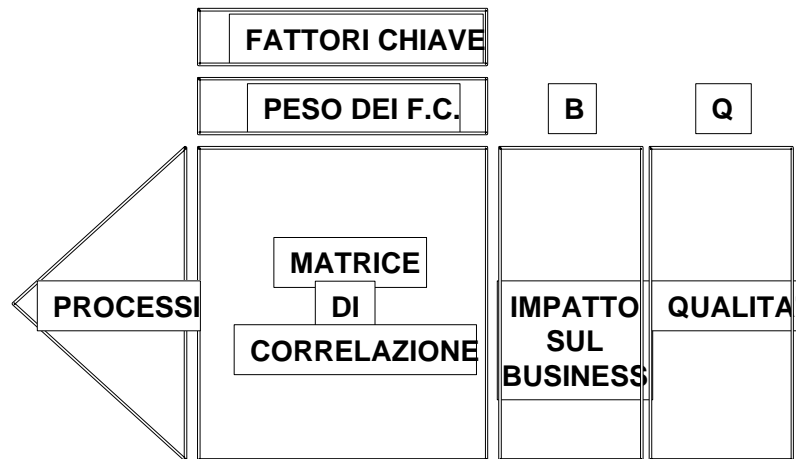 FATTORI CHIAVE
PESO DEI F.C.
B
Q
PROCESSI
MATRICE
DI
CORRELAZIONE
IMPATTO
SUL
BUSINESS
QUALITA